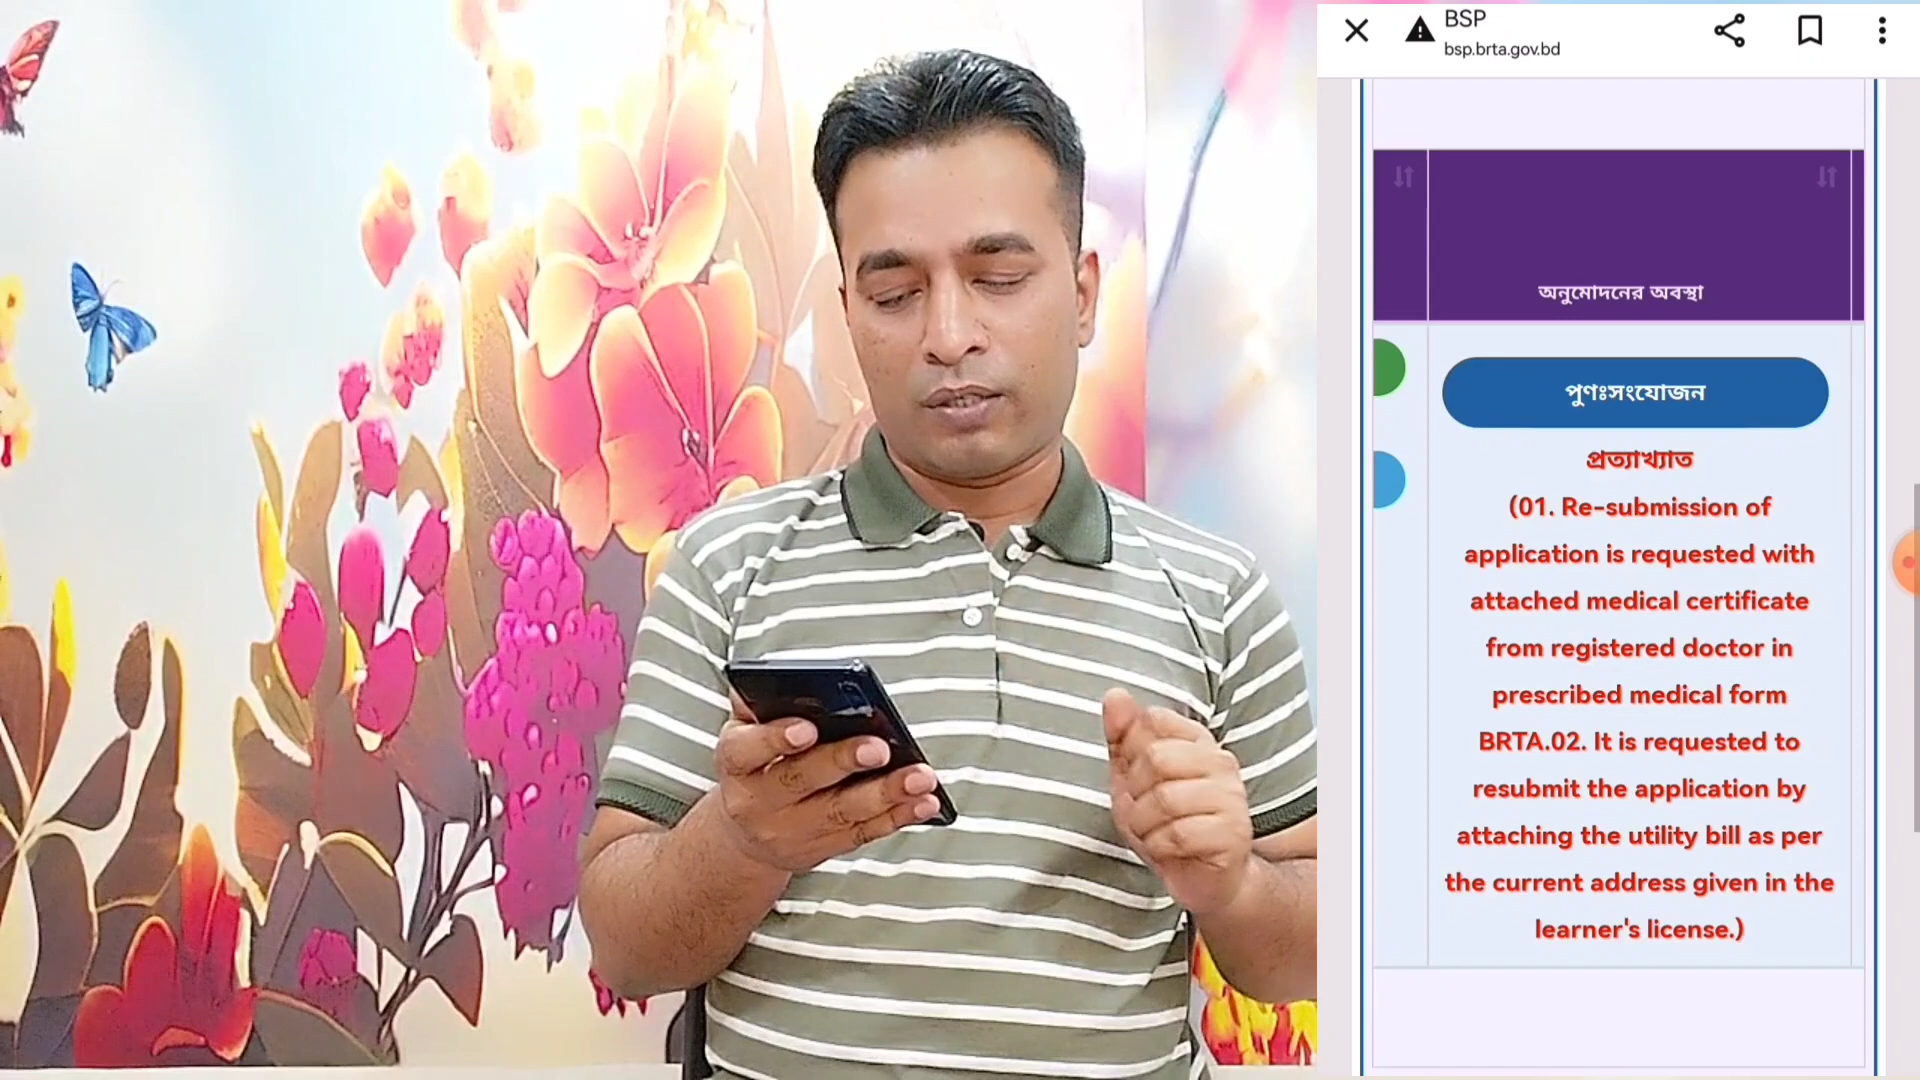 BSP
bsp.brta.gov.bd
অনুমোদনের অবস্থা
পুণঃসংযোজন
প্রত্যাখ্যাত
(01. Re-submission of
application is requested with
attached medical certificate
from registered doctor in
prescribed medical form
BRTA.02. It is requested to
resubmit the application by
attaching the utility bill as per
the current address given in the
learner's license.)